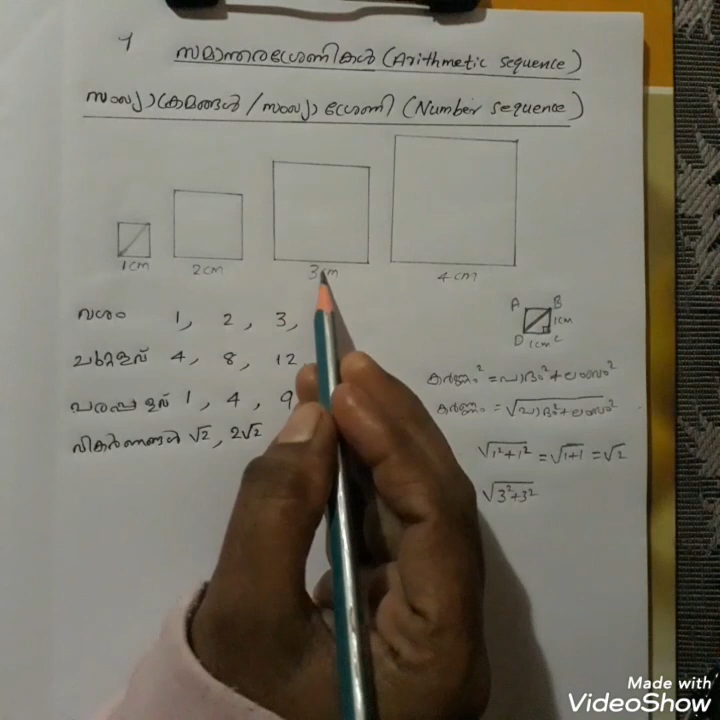 1 സമാന്തരശ്രേണികൾ (Arithmetic sequence)
സംഖ്യാക്രമങ്ങൾ / സംഖ്യാ ശ്രേണി (Number sequence)
1cm 2cm 3cm 4cm
വശം 1, 2, 3,
ചുറ്റളവ് 4, 8, 12
പരപ്പളവ് 1, 4, 9
വികർണങ്ങൾ √2, 2√2
A B
1cm
D 1cm C
കർണ്ണം² = പാദം² + ലംബം²
കർണ്ണം = √പാദം² + ലംബം²
√1²+1² = √1+1 = √2
√3²+3²
Made with
VideoShow